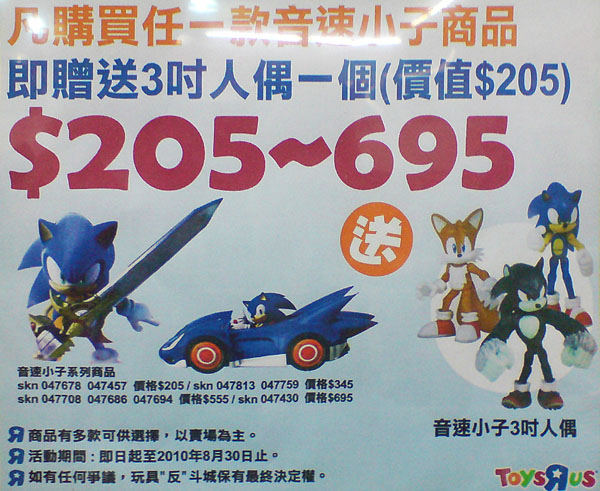 凡購買任一款音速小子商品
即贈送3吋人偶一個(價值$205)
$205~695
送
音速小子系列商品
skn 047678 047457 價格$205 / skn 047813 047759 價格$345
skn 047708 047686 047694 價格$555 / skn 047430 價格$695
音速小子3吋人偶
R 商品有多款可供選擇，以賣場為主。
R 活動期間：即日起至2010年8月30日止。
R 如有任何爭議，玩具"反"斗城保有最終決定權。
TOYSRUS